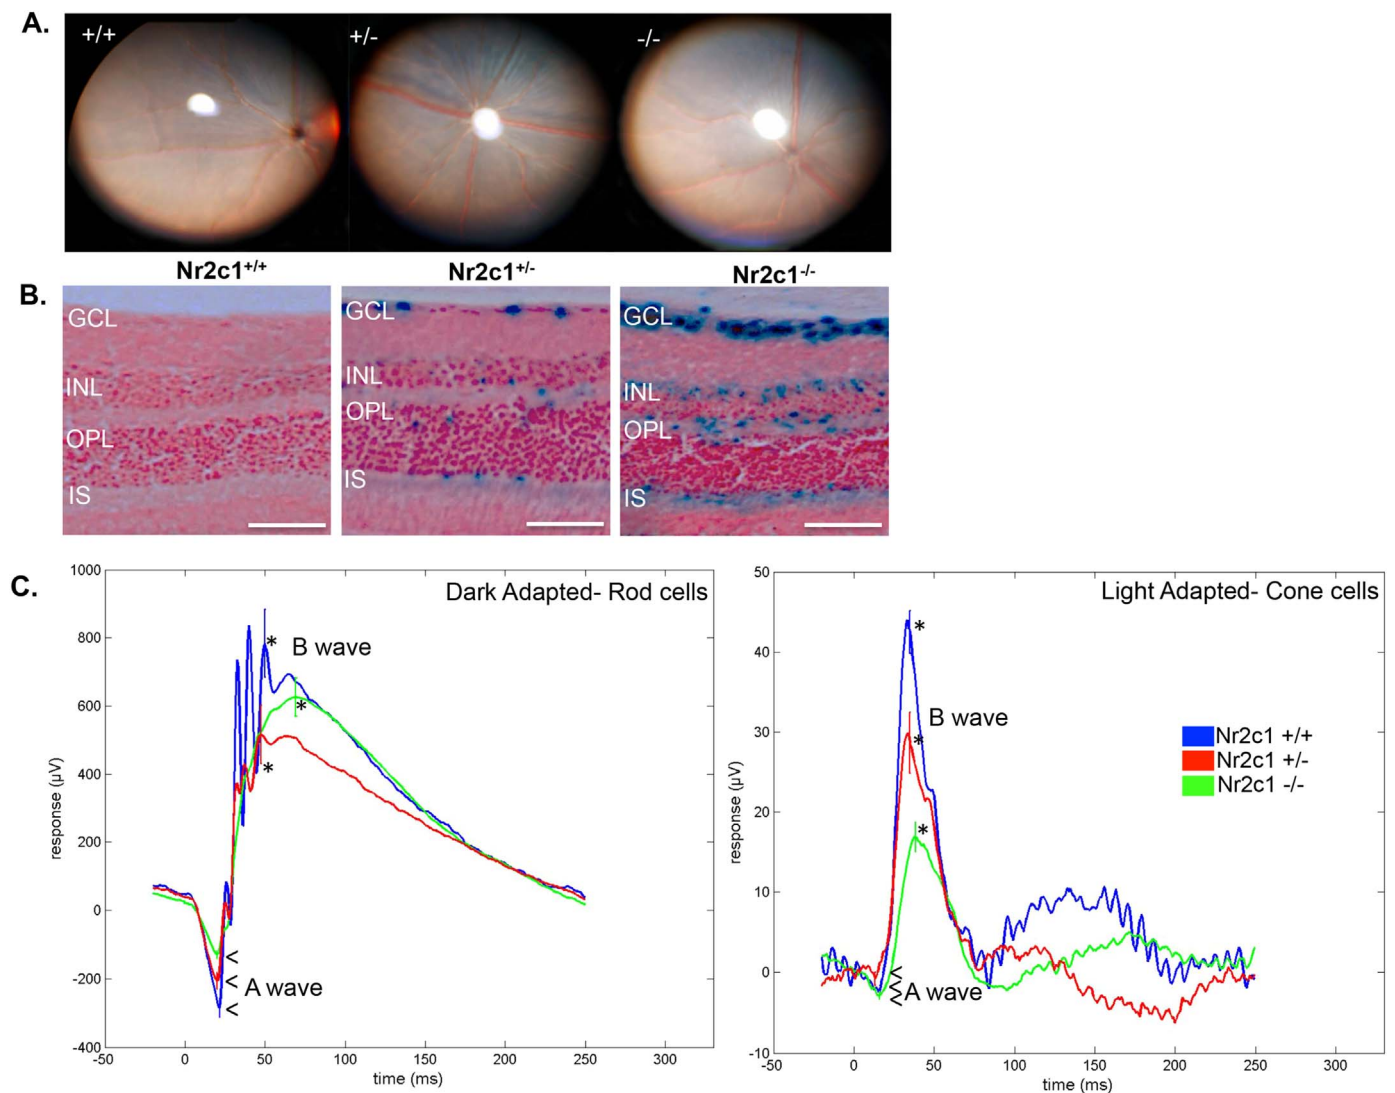 A.
+/+
+/-
-/-
Nr2c1+/+
Nr2c1+/-
Nr2c1-/-
B.
GCL
INL
OPL
IS
GCL
INL
OPL
IS
GCL
INL
OPL
IS
C.
Dark Adapted- Rod cells
1000
800
600
400
200
0
-200
-400
response (µV)
*
B wave
*
*
<
<
A wave
<
-50
0
50
100
150
200
250
300
time (ms)
Light Adapted- Cone cells
50
40
30
20
10
0
-10
response (µV)
*
B wave
*
*
<
<
A wave
<
Nr2c1 +/+
Nr2c1 +/-
Nr2c1 -/-
-50
0
50
100
150
200
250
300
time (ms)